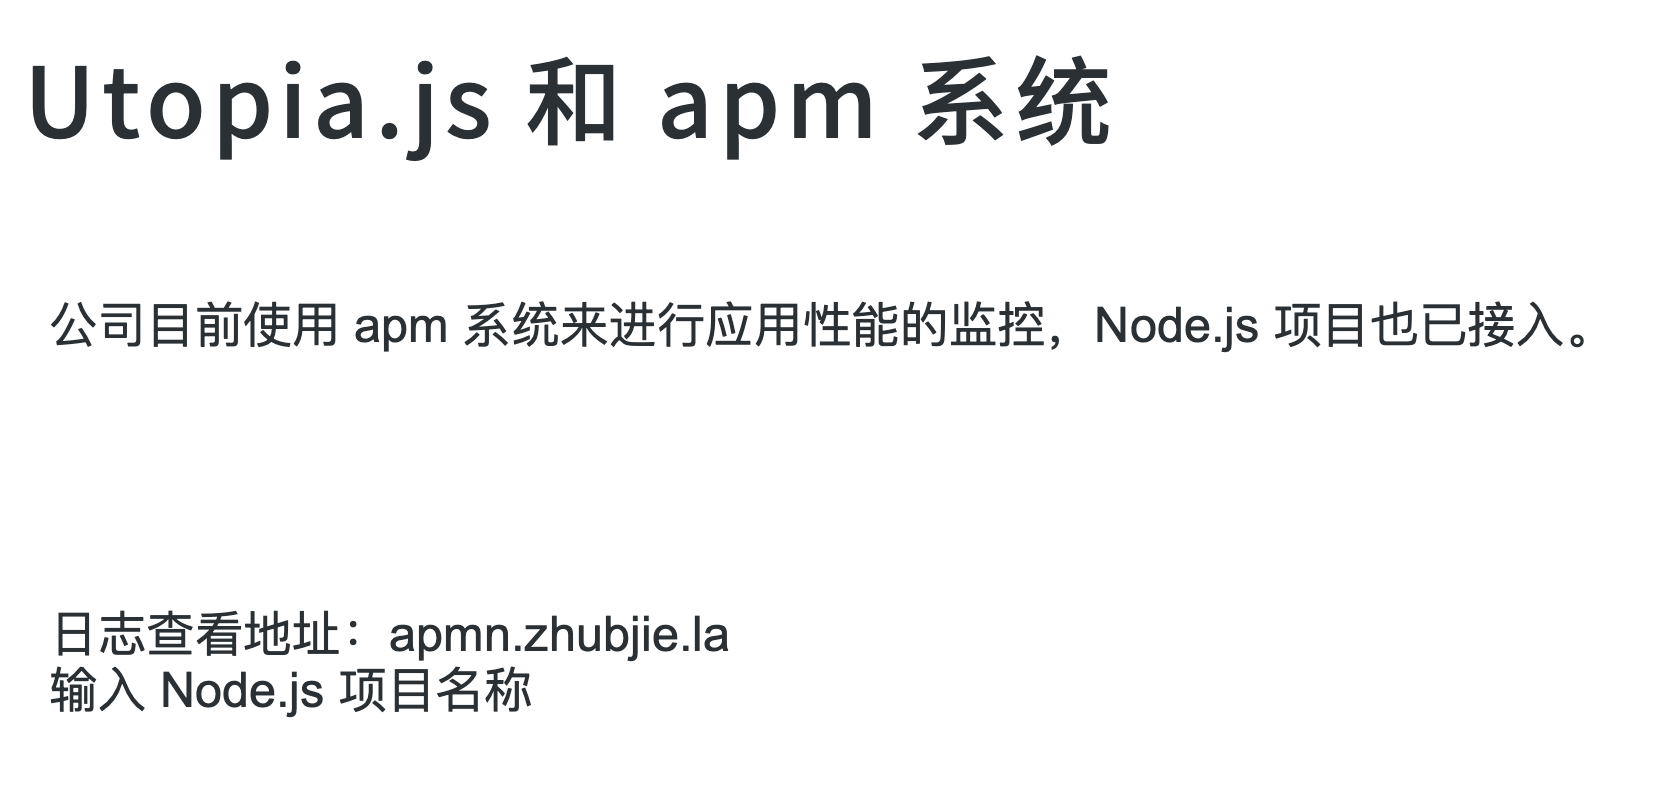 Utopia.js 和 apm 系统
公司目前使用 apm 系统来进行应用性能的监控，Node.js 项目也已接入。
日志查看地址：apmn.zhubjie.la
输入 Node.js 项目名称